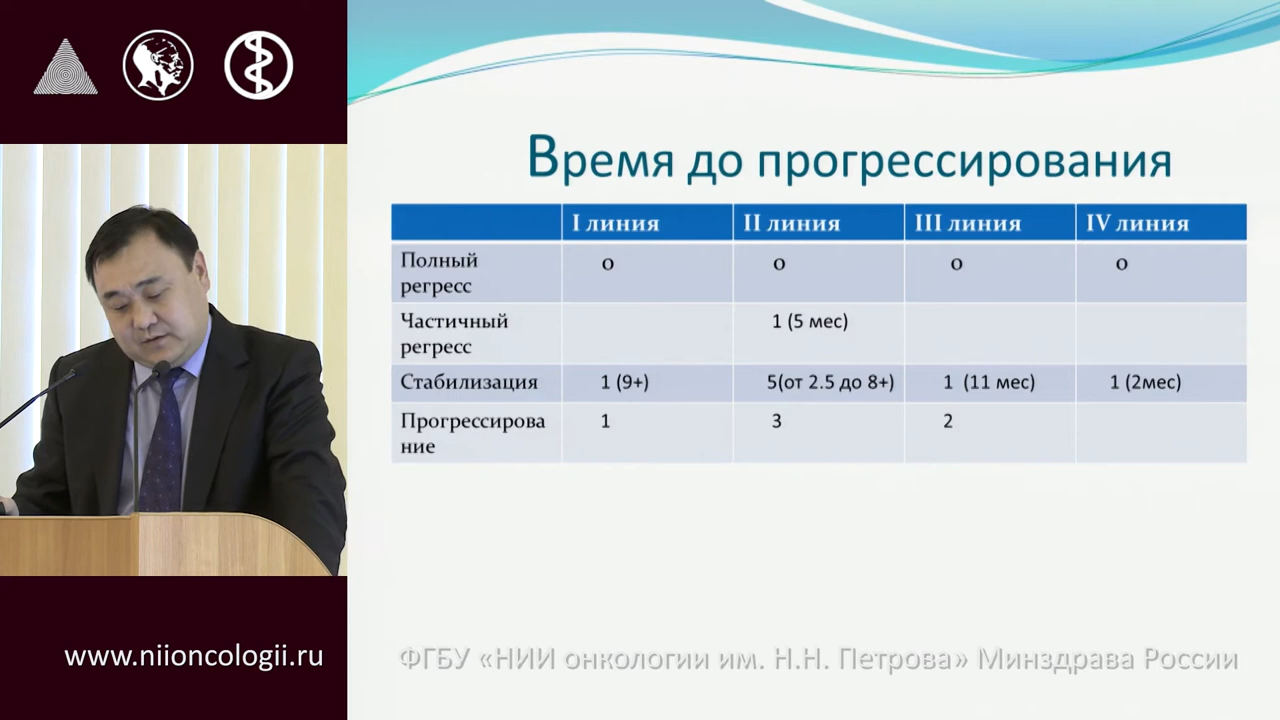 Время до прогрессирования
I линия II линия III линия IV линия
Полный регресс 0 0 0 0
Частичный регресс 1 (5 мес)
Стабилизация 1 (9+) 5(от 2.5 до 8+) 1 (11 мес) 1 (2мес)
Прогрессирова
ние 1 3 2
www.niioncologii.ru
ФГБУ «НИИ онкологии им. Н.Н. Петрова» Минздрава России